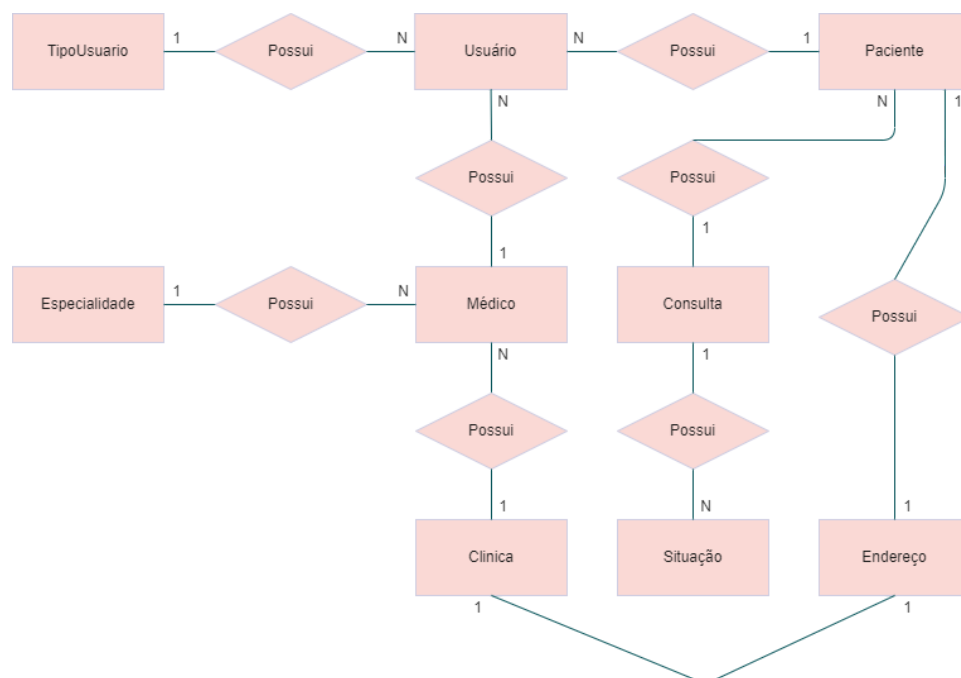 TipoUsuario 1 Possui N Usuário N Possui 1 Paciente
N N 1
Possui Possui
1 1
Especialidade 1 Possui N Médico Consulta Possui
N 1
Possui Possui
1 N 1
Clinica Situação Endereço
1 1